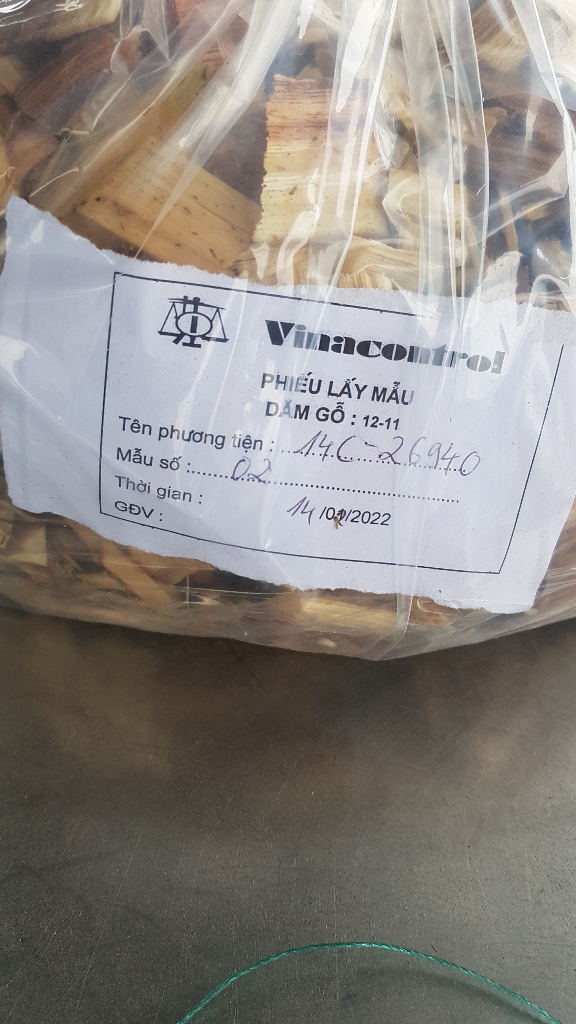 Vinacontrol
PHIẾU LẤY MẪU
DĂM GỖ : 12-11
Tên phương tiện : 14C-26940
Mẫu số : 02
Thời gian : 14 /01/2022
GĐV :